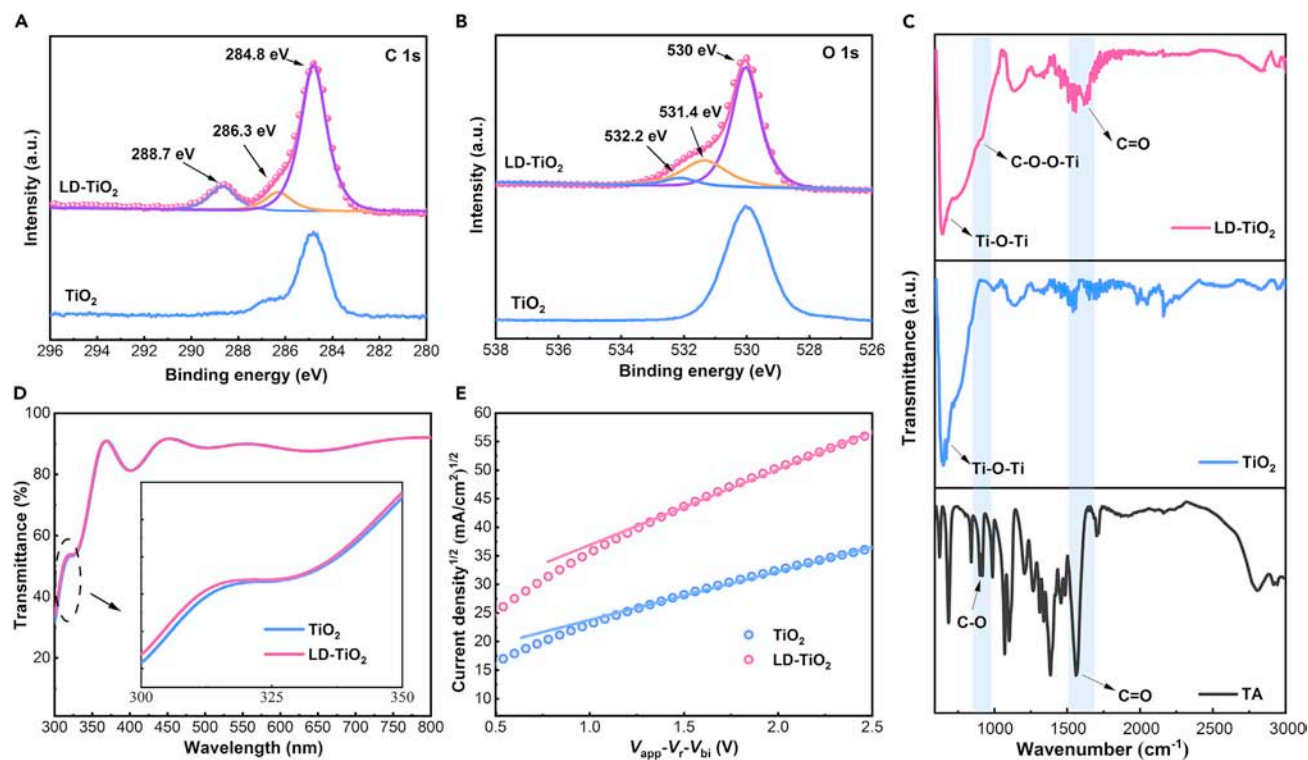 A
C 1s
284.8 eV
286.3 eV
288.7 eV
LD-TiO2
TiO2
Intensity (a.u.)
296 294 292 290 288 286 284 282 280
Binding energy (eV)
B
O 1s
530 eV
531.4 eV
532.2 eV
LD-TiO2
TiO2
Intensity (a.u.)
538 536 534 532 530 528 526
Binding energy (eV)
C
C=O
C-O-O-Ti
Ti-O-Ti
LD-TiO2
Ti-O-Ti
TiO2
C-O
C=O
TA
Transmittance (a.u.)
1000 1500 2000 2500 3000
Wavenumber (cm-1)
D
100
80
60
40
20
Transmittance (%)
TiO2
LD-TiO2
300 325 350
300 350 400 450 500 550 600 650 700 750 800
Wavelength (nm)
E
60
55
50
45
40
35
30
25
20
15
10
Current density1/2 (mA/cm2)1/2
TiO2
LD-TiO2
0.5 1.0 1.5 2.0 2.5
Vapp-Vr-Vbi (V)